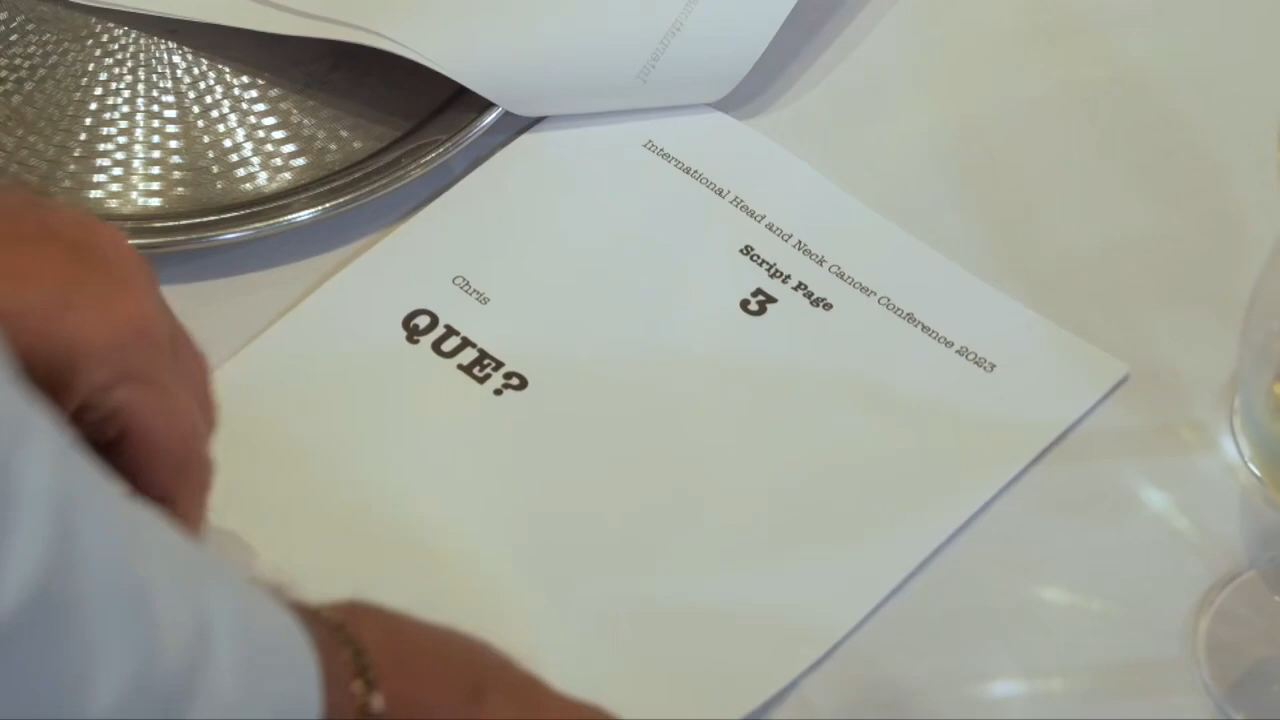 International Head and Neck Cancer Conference 2023
Script Page
3
Chris
QUE?